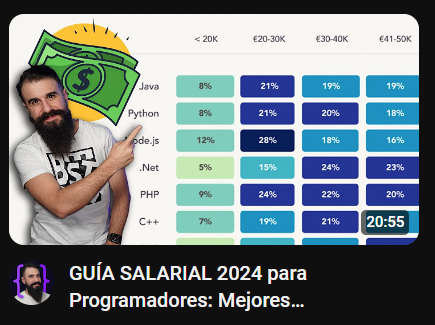 < 20K €20-30K €30-40K €41-50K
Java 8% 21% 19% 19%
Python 8% 21% 20% 18%
ode.js 12% 28% 18% 16%
.Net 5% 15% 24% 23%
PHP 9% 24% 22% 20%
C++ 7% 19% 21%
20:55
GUÍA SALARIAL 2024 para
Programadores: Mejores...